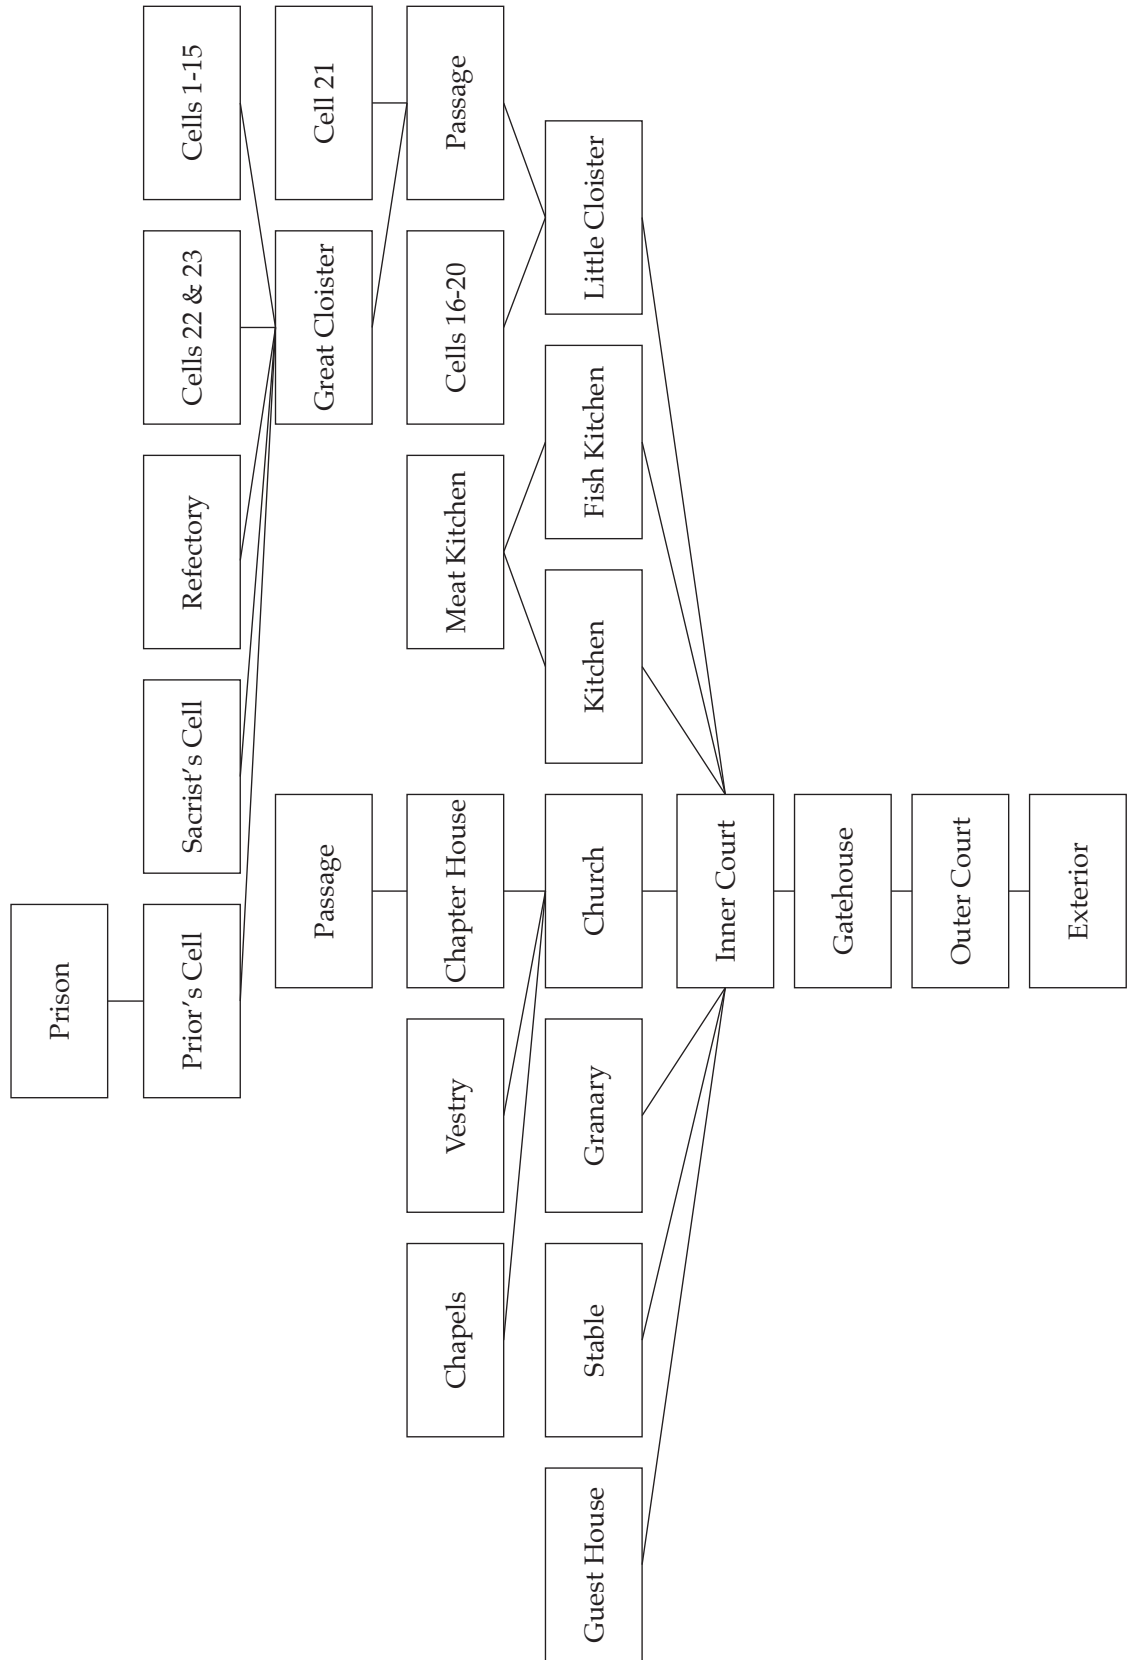 Prison
Prior's Cell
Sacrist's Cell
Refectory
Cells 22 & 23
Cells 1-15
Passage
Great Cloister
Cell 21
Chapels
Vestry
Chapter House
Meat Kitchen
Cells 16-20
Passage
Guest House
Stable
Granary
Church
Kitchen
Fish Kitchen
Little Cloister
Inner Court
Gatehouse
Outer Court
Exterior